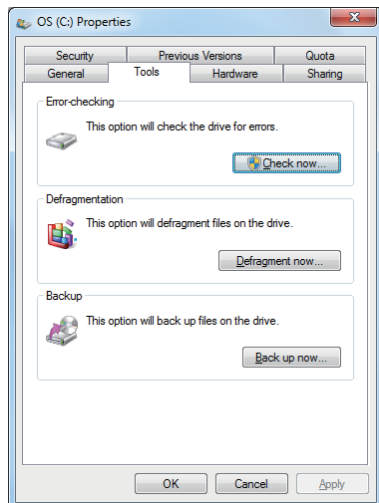 OS (C:) Properties
Security Previous Versions Quota
General Tools Hardware Sharing
Error-checking
This option will check the drive for errors.
Check now...
Defragmentation
This option will defragment files on the drive.
Defragment now...
Backup
This option will back up files on the drive.
Back up now...
OK Cancel Apply